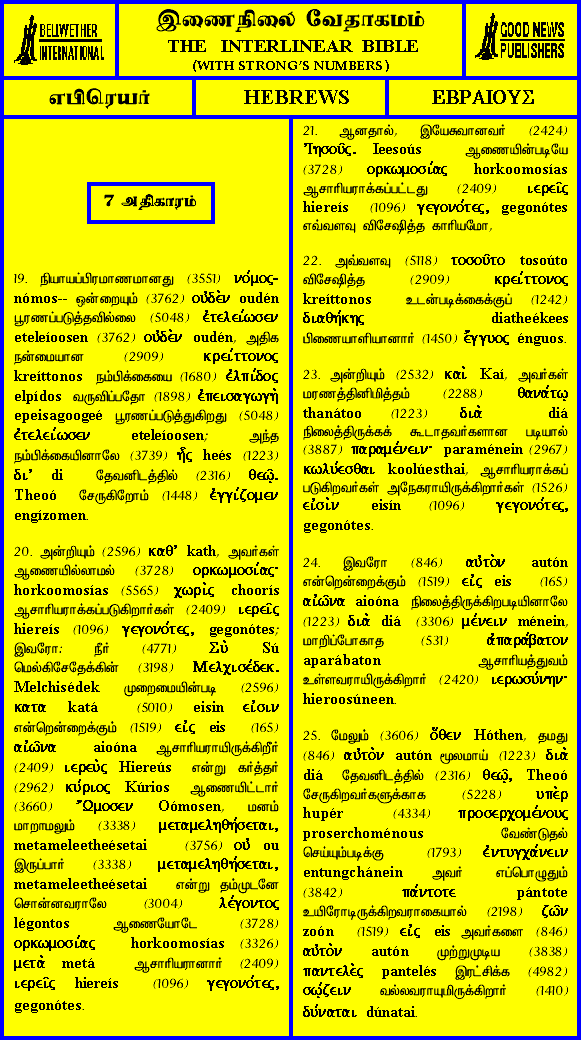 BELLWETHER
INTERNATIONAL
இணைநிலை வேதாகமம்
THE INTERLINEAR BIBLE
(WITH STRONG'S NUMBERS)
GOOD NEWS
PUBLISHERS
எபிரெயர்
HEBREWS
ΕΒΡΑΙΟΥΣ
7 அதிகாரம்
19. நியாயப்பிரமாணமானது (3551) νόμος-
nómos-- ஒன்றையும் (3762) οὐδὲν oudén
பூரணப்படுத்தவில்லை (5048) ἐτελείωσεν
eteleíoosen (3762) οὐδὲν oudén, அதிக
நன்மையான (2909) κρείττονος
kreíttonos நம்பிக்கையை (1680) ἐλπίδος
elpídos வருவிப்பதோ (1898) ἐπεισαγωγὴ
epeisagoogeé பூரணப்படுத்துகிறது (5048)
ἐτελείωσεν eteleíoosen; அந்த
நம்பிக்கையினாலே (3739) ἧς heés (1223)
δι' di தேவனிடத்தில் (2316) θεῷ.
Theoó சேருகிறோம் (1448) ἐγγίζομεν
engízomen.
20. அன்றியும் (2596) καθ' kath, அவர்கள்
ஆணையில்லாமல் (3728) ορκωμοσίας·
horkoomosías (5565) χωρὶς choorís
ஆசாரியராக்கப்படுகிறார்கள் (2409) ιερεῖς
hiereís (1096) γεγονότες, gegonótes;
இவரோ: நீர் (4771) Σὺ Sú
மெல்கிசேதேக்கின் (3198) Μελχισέδεκ.
Melchisédek முறைமையின்படி (2596)
κατα katá (5010) eisin εἰσιν
என்றென்றைக்கும் (1519) εἰς eis (165)
αἰῶνα aioóna ஆசாரியராயிருக்கிறீர்
(2409) ιερεὺς Hiereús என்று கர்த்தர்
(2962) κύριος Kúrios ஆணையிட்டார்
(3660) Ὤμοσεν Oómosen, மனம்
மாறாமலும் (3338) μεταμεληθήσεται,
metameleetheésetai (3756) οὐ ou
இருப்பார் (3338) μεταμεληθήσεται,
metameleetheésetai என்று தம்முடனே
சொன்னவராலே (3004) λέγοντος
légontos ஆணையோடே (3728)
ορκωμοσίας horkoomosías (3326)
μετὰ metá ஆசாரியரானார் (2409)
ιερεῖς hiereís (1096) γεγονότες,
gegonótes.
21. ஆனதால், இயேசுவானவர் (2424)
Ἰησοῦς. Ieesoús ஆணையின்படியே
(3728) ορκωμοσίας horkoomosías
ஆசாரியராக்கப்பட்டது (2409) ιερεῖς
hiereís (1096) γεγονότες, gegonótes
எவ்வளவு விசேஷித்த காரியமோ,
22. அவ்வளவு (5118) τοσοῦτο tosoúto
விசேஷித்த (2909) κρείττονος
kreíttonos உடன்படிக்கைக்குப் (1242)
διαθήκης diatheékees
பிணையாளியானார் (1450) ἔγγυος énguos.
23. அன்றியும் (2532) καὶ Kaí, அவர்கள்
மரணத்தினிமித்தம் (2288) θανάτῳ
thanátoo (1223) διὰ diá
நிலைத்திருக்கக் கூடாதவர்களான படியால்
(3887) παραμένειν· paraménein (2967)
κωλύεσθαι koolúesthai, ஆசாரியராக்கப்
படுகிறவர்கள் அநேகராயிருக்கிறார்கள் (1526)
εἰσὶν eisín (1096) γεγονότες,
gegonótes.
24. இவரோ (846) αὐτὸν autón
என்றென்றைக்கும் (1519) εἰς eis (165)
αἰῶνα aioóna நிலைத்திருக்கிறபடியினாலே
(1223) διὰ diá (3306) μένειν ménein,
மாறிப்போகாத (531) ἀπαράβατον
aparábaton ஆசாரியத்துவம்
உள்ளவராயிருக்கிறார் (2420) ιερωσύνην·
hieroosúneen.
25. மேலும் (3606) ὅθεν Hóthen, தமது
(846) αὐτὸν autón மூலமாய் (1223) διὰ
diá தேவனிடத்தில் (2316) θεῷ, Theoó
சேருகிறவர்களுக்காக (5228) υπὲρ
hupér (4334) προσερχομένους
proserchoménous வேண்டுதல்
செய்யும்படிக்கு (1793) ἐντυγχάνειν
entungchánein அவர் எப்பொழுதும்
(3842) πάντοτε pántote
உயிரோடிருக்கிறவராகையால் (2198) ζῶν
zoón (1519) εἰς eis அவர்களை (846)
αὐτὸν autón முற்றுமுடிய (3838)
παντελὲς pantelés இரட்சிக்க (4982)
σῴζειν வல்லவராயுமிருக்கிறார் (1410)
δύναται dúnatai.